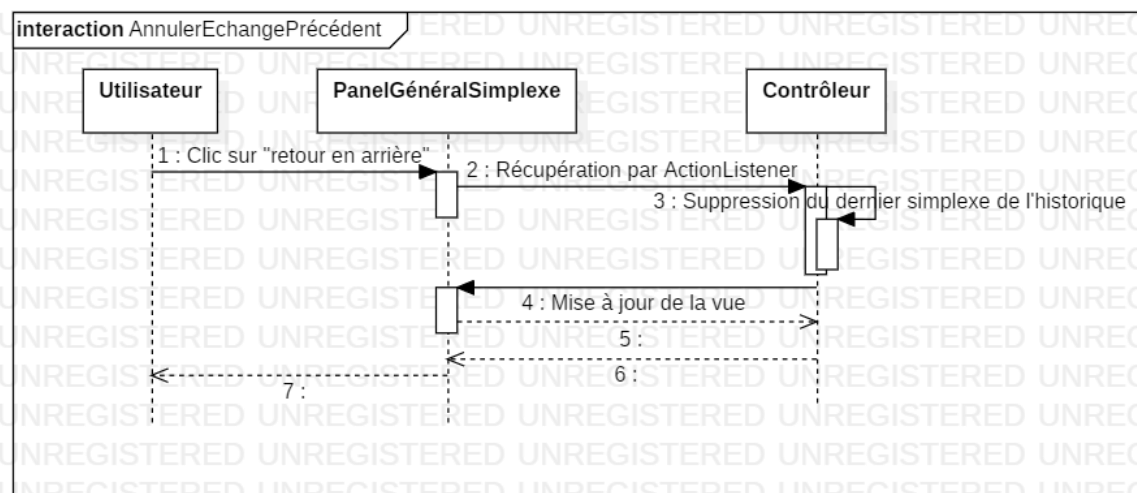 interaction AnnulerEchangePrécédent
Utilisateur
PanelGénéralSimplexe
Contrôleur
1 : Clic sur "retour en arrière"
2 : Récupération par ActionListener
3 : Suppression du dernier simplexe de l'historique
4 : Mise à jour de la vue
5 :
6 :
7 :
UNREGISTERED